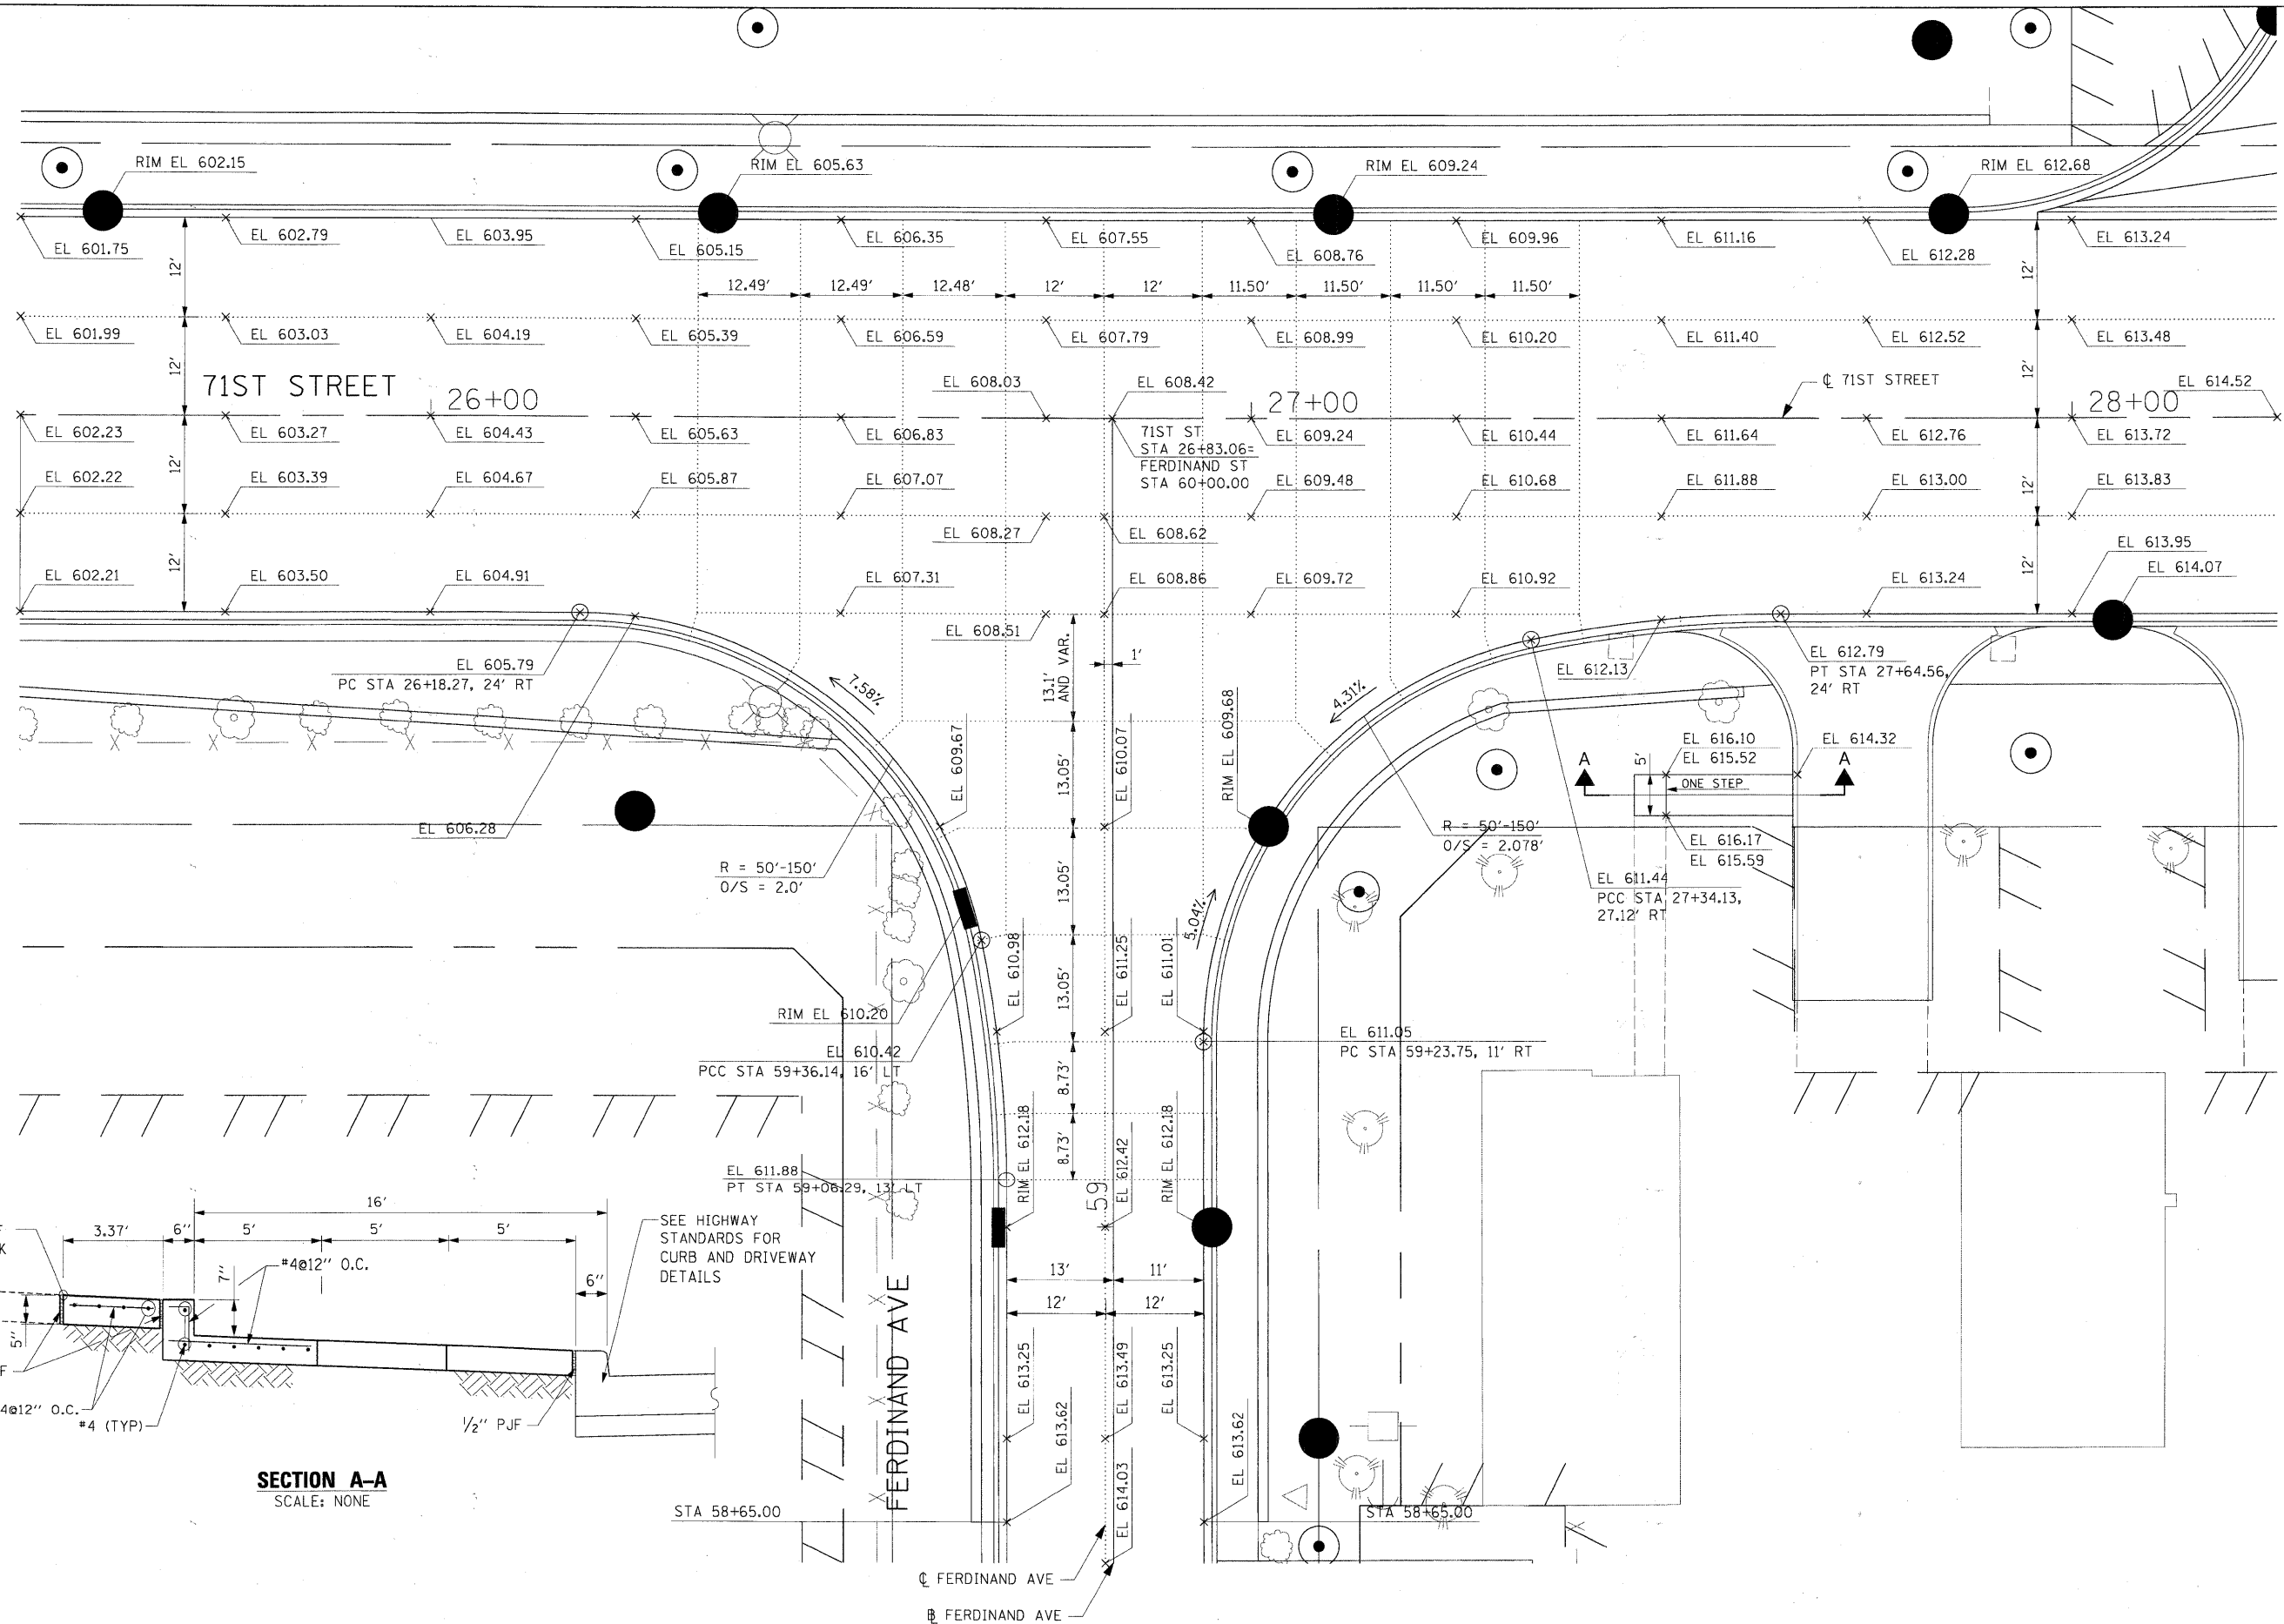 RIM EL 602.15
RIM EL 605.63
RIM EL 609.24
RIM EL 612.68
EL 601.75
EL 602.79
EL 603.95
EL 605.15
EL 606.35
EL 607.55
EL 608.76
EL 609.96
EL 611.16
EL 612.28
EL 613.24
12'
12.49'
12.49'
12.48'
12'
12'
11.50'
11.50'
11.50'
11.50'
12'
EL 601.99
EL 603.03
EL 604.19
EL 605.39
EL 606.59
EL 607.79
EL 608.99
EL 610.20
EL 611.40
EL 612.52
EL 613.48
12'
71ST STREET
26+00
EL 608.03
EL 608.42
27+00
℄ 71ST STREET
12'
28+00
EL 614.52
EL 602.23
EL 603.27
EL 604.43
EL 605.63
EL 606.83
71ST ST
STA 26+83.06=
FERDINAND ST
STA 60+00.00
EL 609.24
EL 610.44
EL 611.64
EL 612.76
EL 613.72
12'
EL 602.22
EL 603.39
EL 604.67
EL 605.87
EL 607.07
EL 609.48
EL 610.68
EL 611.88
EL 613.00
12'
EL 613.83
EL 608.27
EL 608.62
EL 613.95
EL 614.07
12'
EL 602.21
EL 603.50
EL 604.91
EL 607.31
EL 608.86
EL 609.72
EL 610.92
EL 613.24
12'
EL 608.51
EL 605.79
PC STA 26+18.27, 24' RT
7.58%
13.1'
AND VAR.
1'
4.31%
EL 612.13
EL 612.79
PT STA 27+64.56,
24' RT
EL 609.67
13.05'
EL 610.07
RIM EL 609.68
EL 616.10
EL 615.52
EL 614.32
A
5'
ONE STEP
A
EL 606.28
R = 50'-150'
O/S = 2.0'
13.05'
R = 50'-150'
O/S = 2.078'
EL 616.17
EL 615.59
EL 611.44
PCC STA 27+34.13,
27.12' RT
5.04%
EL 610.98
13.05'
EL 611.25
EL 611.01
RIM EL 610.20
EL 610.42
PCC STA 59+36.14, 16' LT
EL 611.05
PC STA 59+23.75, 11' RT
8.73'
8.73'
RIM EL 612.18
EL 612.42
RIM EL 612.18
EL 611.88
PT STA 59+06.29, 13' LT
59
16'
3.37'
6"
5'
5'
5'
SEE HIGHWAY
STANDARDS FOR
CURB AND DRIVEWAY
DETAILS
K
#4@12" O.C.
7"
6"
5"
F
4@12" O.C.
#4 (TYP)
1/2" PJF
13'
11'
12'
12'
FERDINAND AVE
EL 613.25
EL 613.49
EL 613.25
EL 613.62
EL 614.03
EL 613.62
SECTION A-A
SCALE: NONE
STA 58+65.00
STA 58+65.00
℄ FERDINAND AVE
B FERDINAND AVE